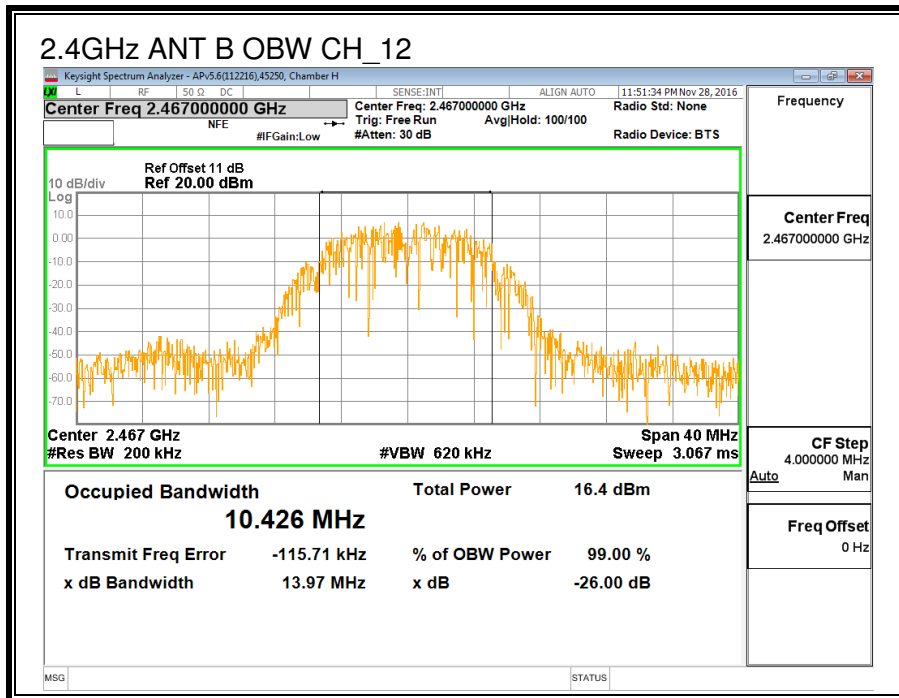 2.4GHz ANT B OBW CH_12
Keysight Spectrum Analyzer - APv5.6(112216),45250, Chamber H
LXI L RF 50 Ω DC SENSE:INT ALIGN AUTO 11:51:34 PM Nov 28, 2016
Center Freq 2.467000000 GHz
NFE
#IFGain:Low
Center Freq: 2.467000000 GHz
Trig: Free Run Avg|Hold: 100/100
#Atten: 30 dB
Radio Std: None
Radio Device: BTS
Frequency
Ref Offset 11 dB
10 dB/div Ref 20.00 dBm
Log
10.0
0.00
-10.0
-20.0
-30.0
-40.0
-50.0
-60.0
-70.0
Center 2.467 GHz Span 40 MHz
#Res BW 200 kHz #VBW 620 kHz Sweep 3.067 ms
Center Freq
2.467000000 GHz
CF Step
4.000000 MHz
Auto Man
Freq Offset
0 Hz
Occupied Bandwidth Total Power 16.4 dBm
10.426 MHz
Transmit Freq Error -115.71 kHz % of OBW Power 99.00 %
x dB Bandwidth 13.97 MHz x dB -26.00 dB
MSG STATUS